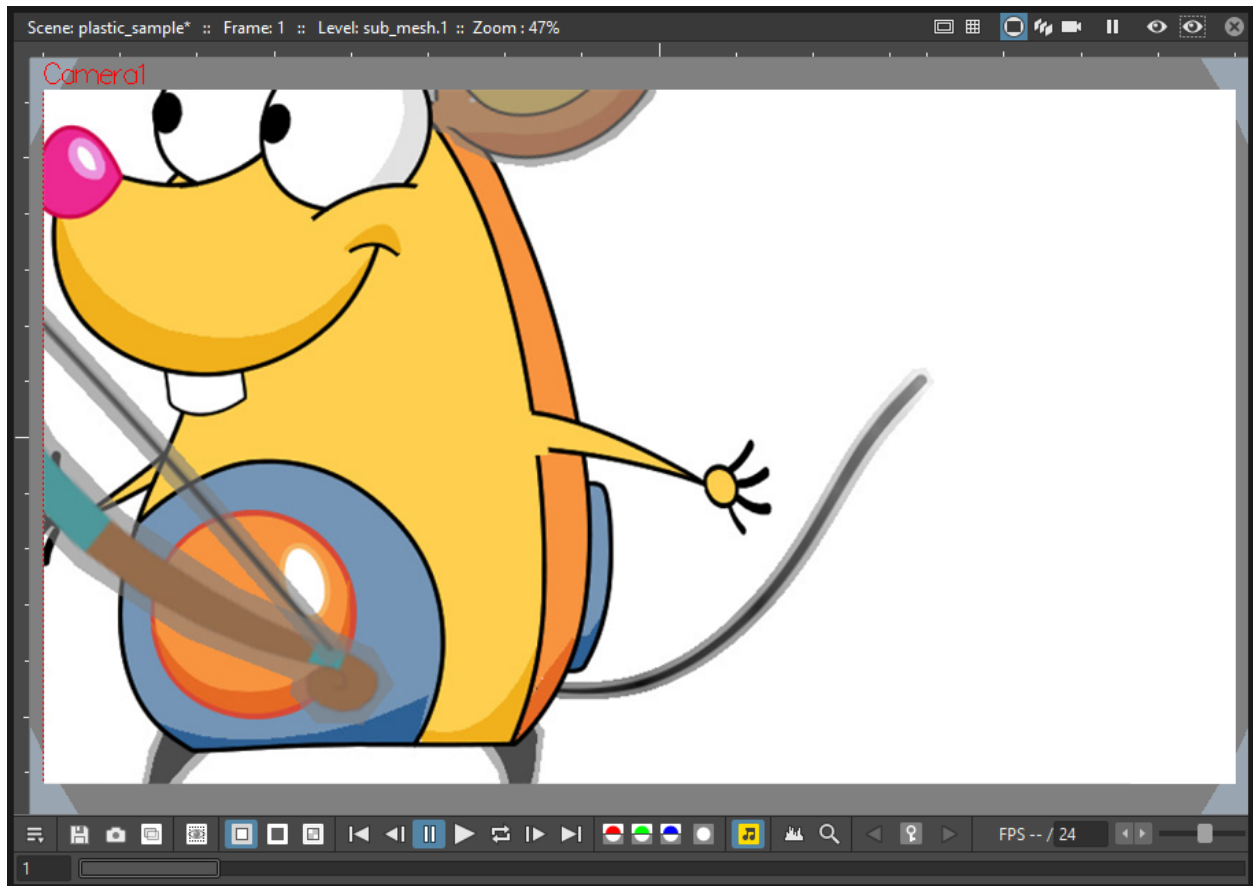 Scene: plastic_sample* :: Frame: 1 :: Level: sub_mesh.1 :: Zoom : 47%
Camera1
FPS -- / 24
1